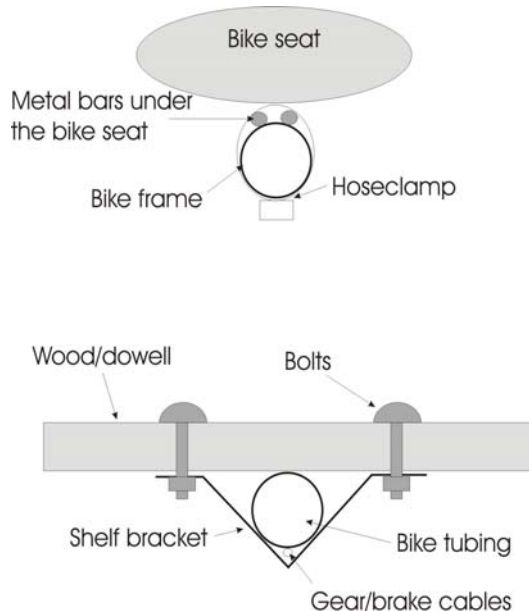 Bike seat
Metal bars under
the bike seat
Bike frame
Hoseclamp
Wood/dowell
Bolts
Shelf bracket
Bike tubing
Gear/brake cables